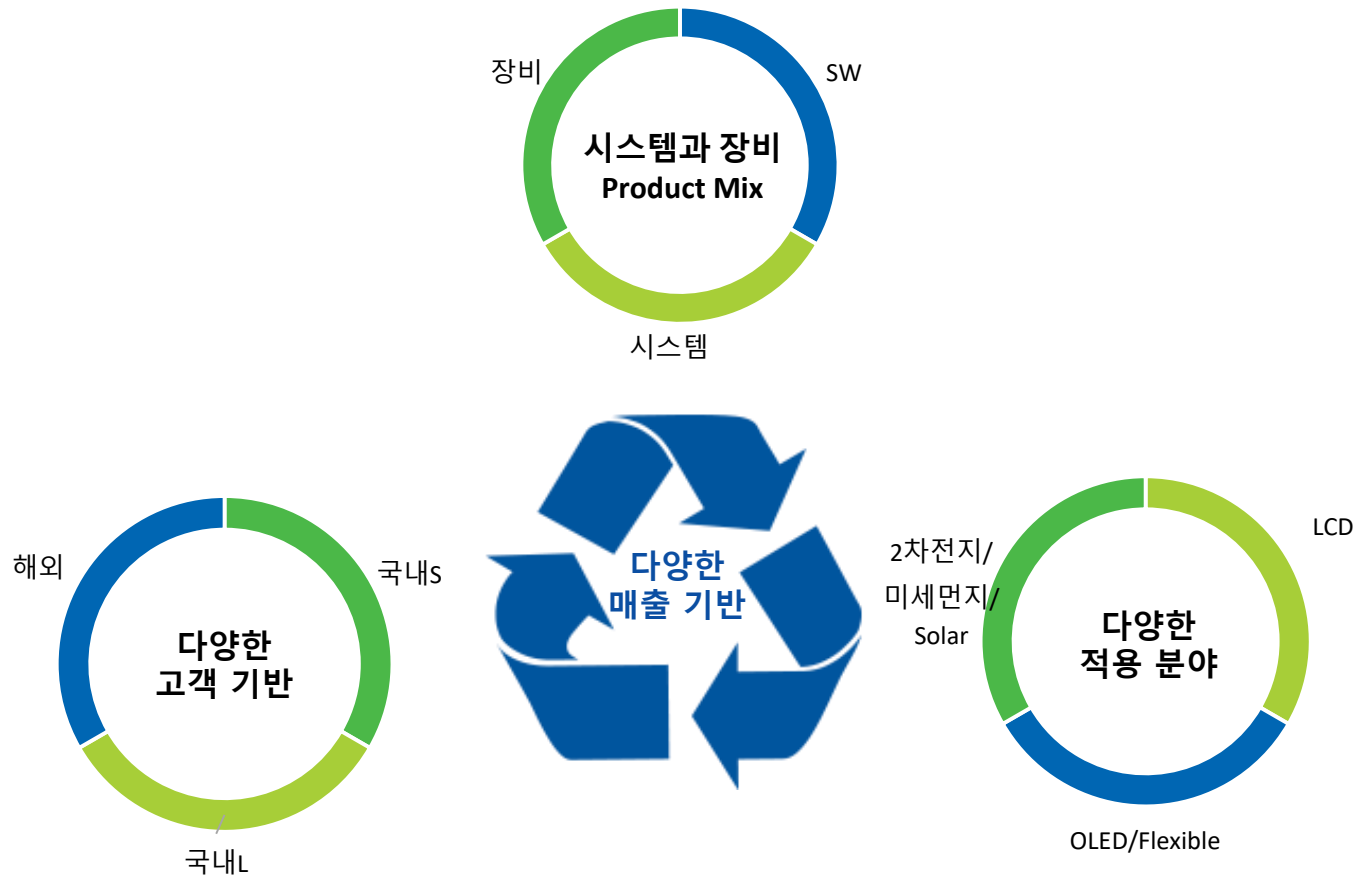 장비
SW
시스템과 장비
Product Mix
시스템
다양한
매출 기반
해외
국내S
다양한
고객 기반
국내L
2차전지/
미세먼지/
Solar
LCD
다양한
적용 분야
OLED/Flexible